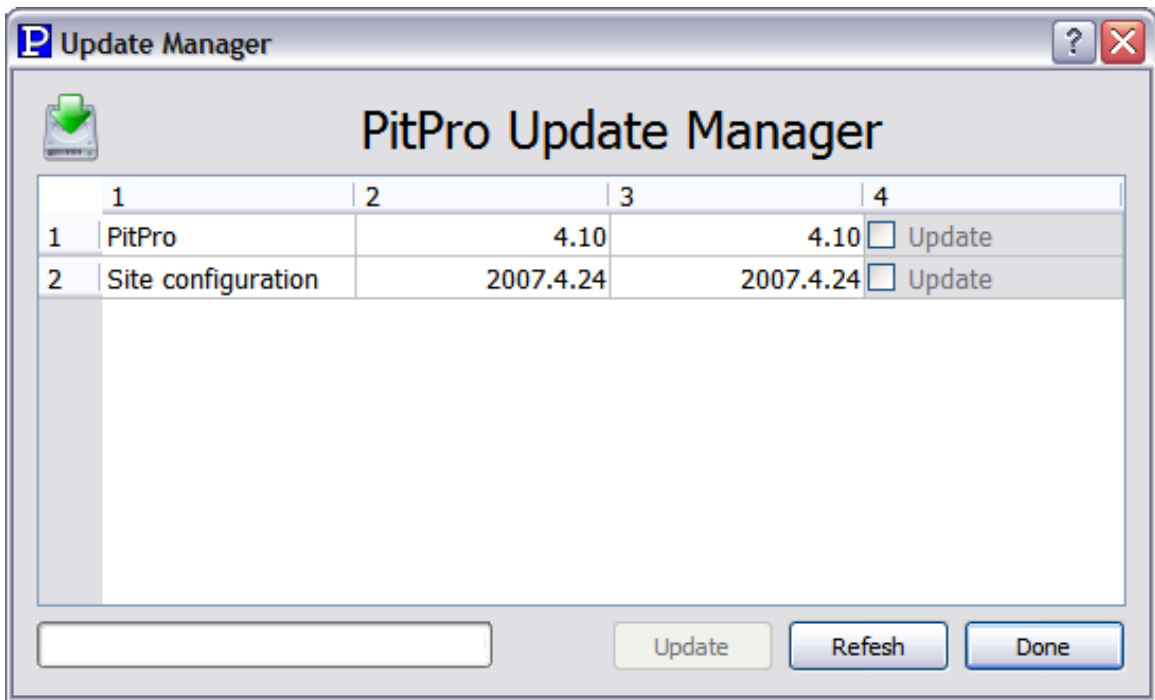 P Update Manager ?
PitPro Update Manager
1 2 3 4
1 PitPro 4.10 4.10 Update
2 Site configuration 2007.4.24 2007.4.24 Update
Update Refesh Done